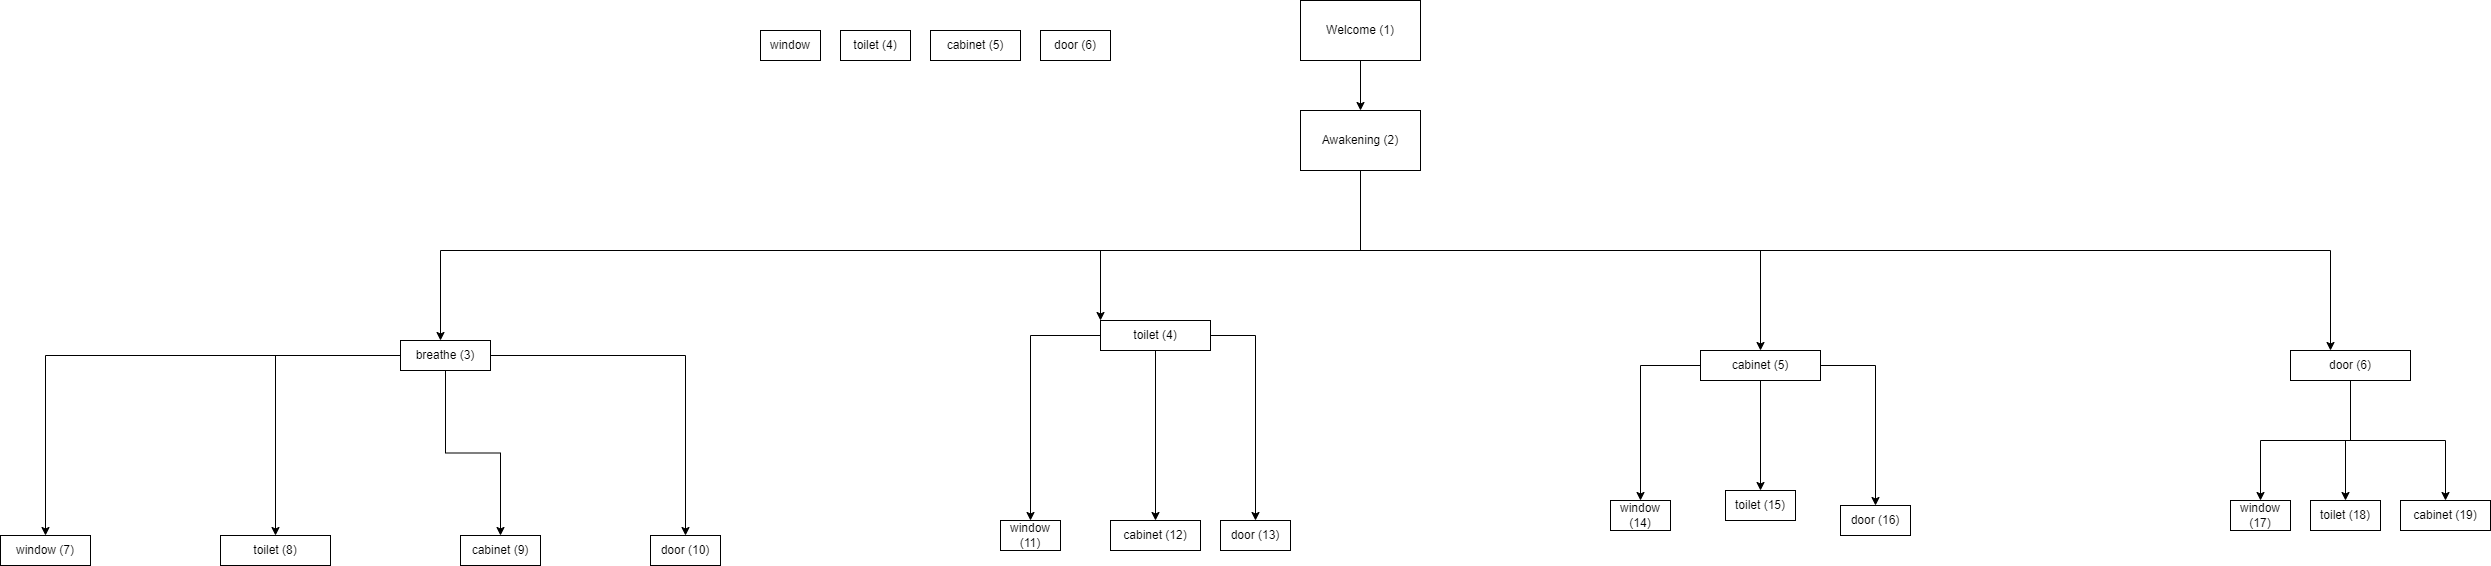 Welcome (1)
window
toilet (4)
cabinet (5)
door (6)
Awakening (2)
breathe (3)
toilet (4)
cabinet (5)
door (6)
window (7)
toilet (8)
cabinet (9)
door (10)
window
(11)
cabinet (12)
door (13)
window
(14)
toilet (15)
door (16)
window
(17)
toilet (18)
cabinet (19)